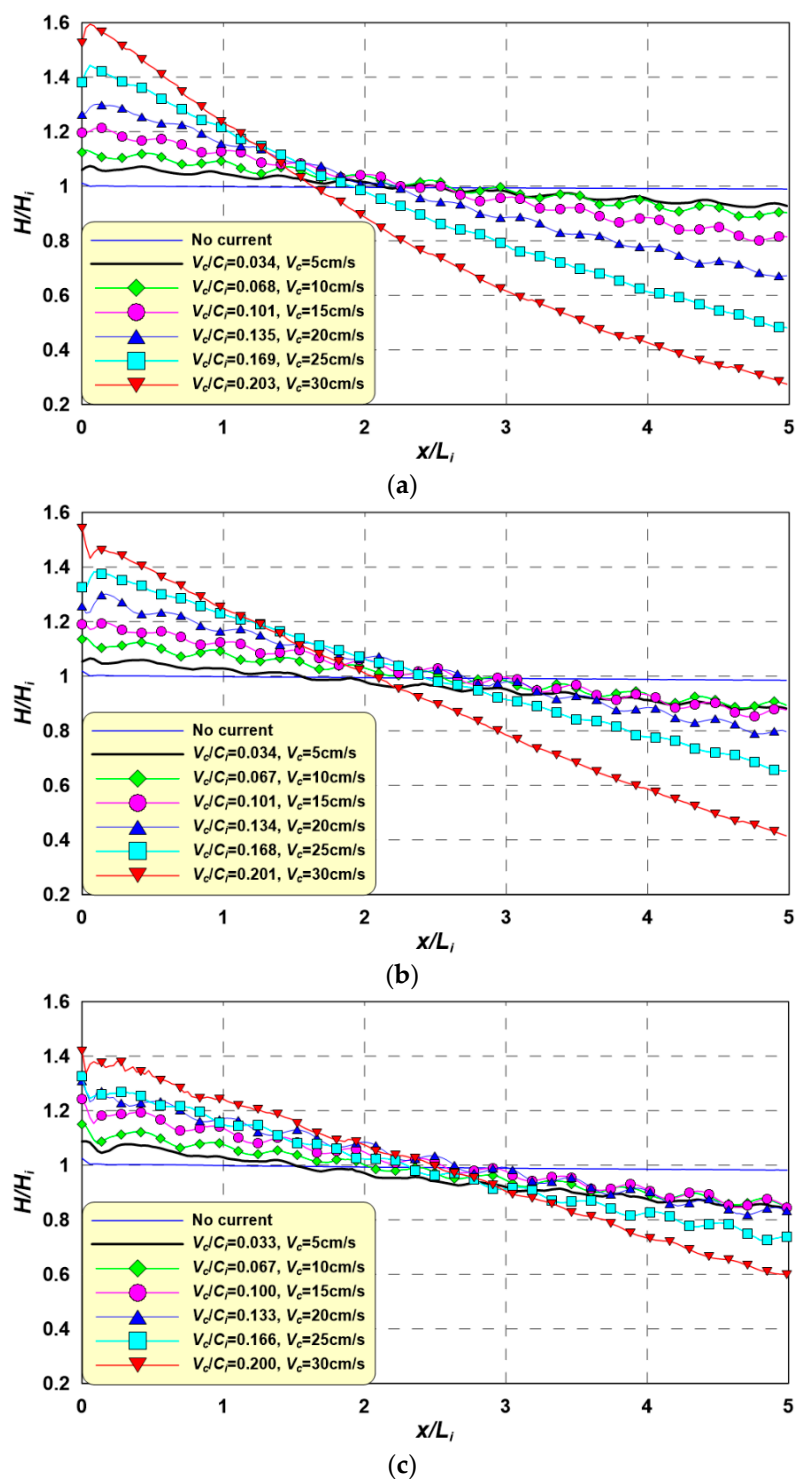 1.6
1.4
1.2
1
0.8
0.6
0.4
0.2
H/Hi
No current
Vc/Ci=0.034, Vc=5cm/s
Vc/Ci=0.068, Vc=10cm/s
Vc/Ci=0.101, Vc=15cm/s
Vc/Ci=0.135, Vc=20cm/s
Vc/Ci=0.169, Vc=25cm/s
Vc/Ci=0.203, Vc=30cm/s
0 1 2 3 4 5
x/Li
(a)
1.6
1.4
1.2
1
0.8
0.6
0.4
0.2
H/Hi
No current
Vc/Ci=0.034, Vc=5cm/s
Vc/Ci=0.067, Vc=10cm/s
Vc/Ci=0.101, Vc=15cm/s
Vc/Ci=0.134, Vc=20cm/s
Vc/Ci=0.168, Vc=25cm/s
Vc/Ci=0.201, Vc=30cm/s
0 1 2 3 4 5
x/Li
(b)
1.6
1.4
1.2
1
0.8
0.6
0.4
0.2
H/Hi
No current
Vc/Ci=0.033, Vc=5cm/s
Vc/Ci=0.067, Vc=10cm/s
Vc/Ci=0.100, Vc=15cm/s
Vc/Ci=0.133, Vc=20cm/s
Vc/Ci=0.166, Vc=25cm/s
Vc/Ci=0.200, Vc=30cm/s
0 1 2 3 4 5
x/Li
(c)